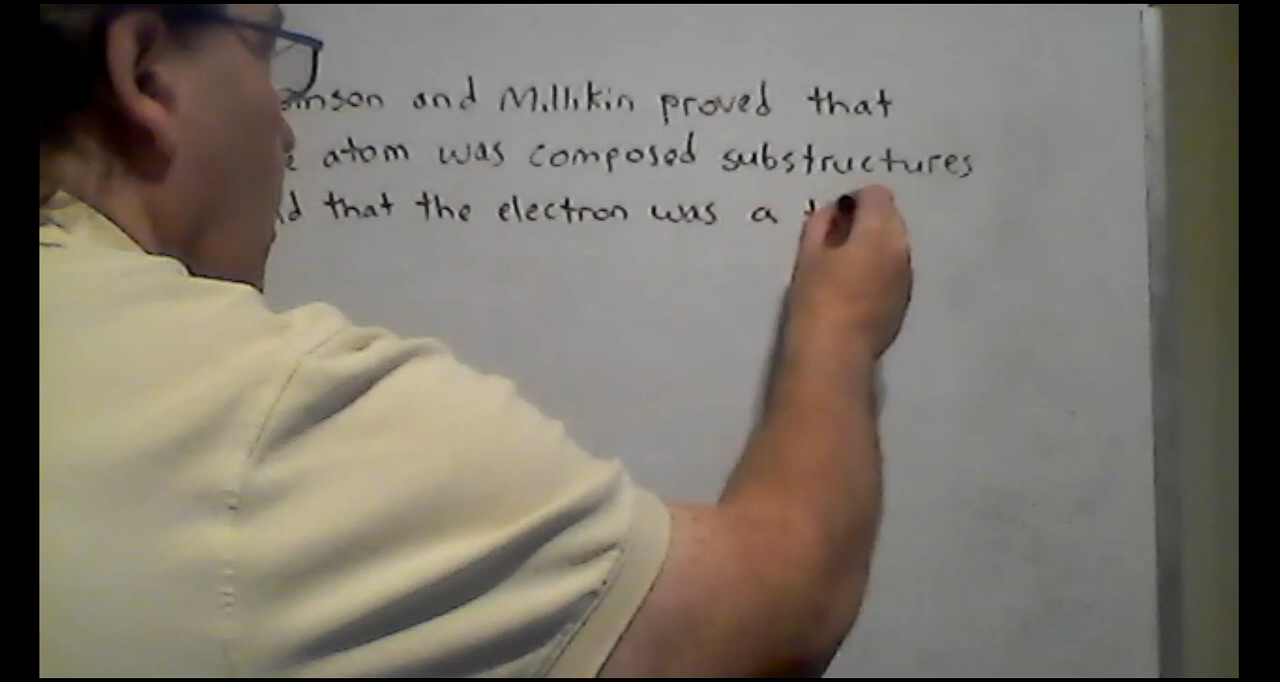 and Millikin proved that
atom was composed substructures
that the electron was a